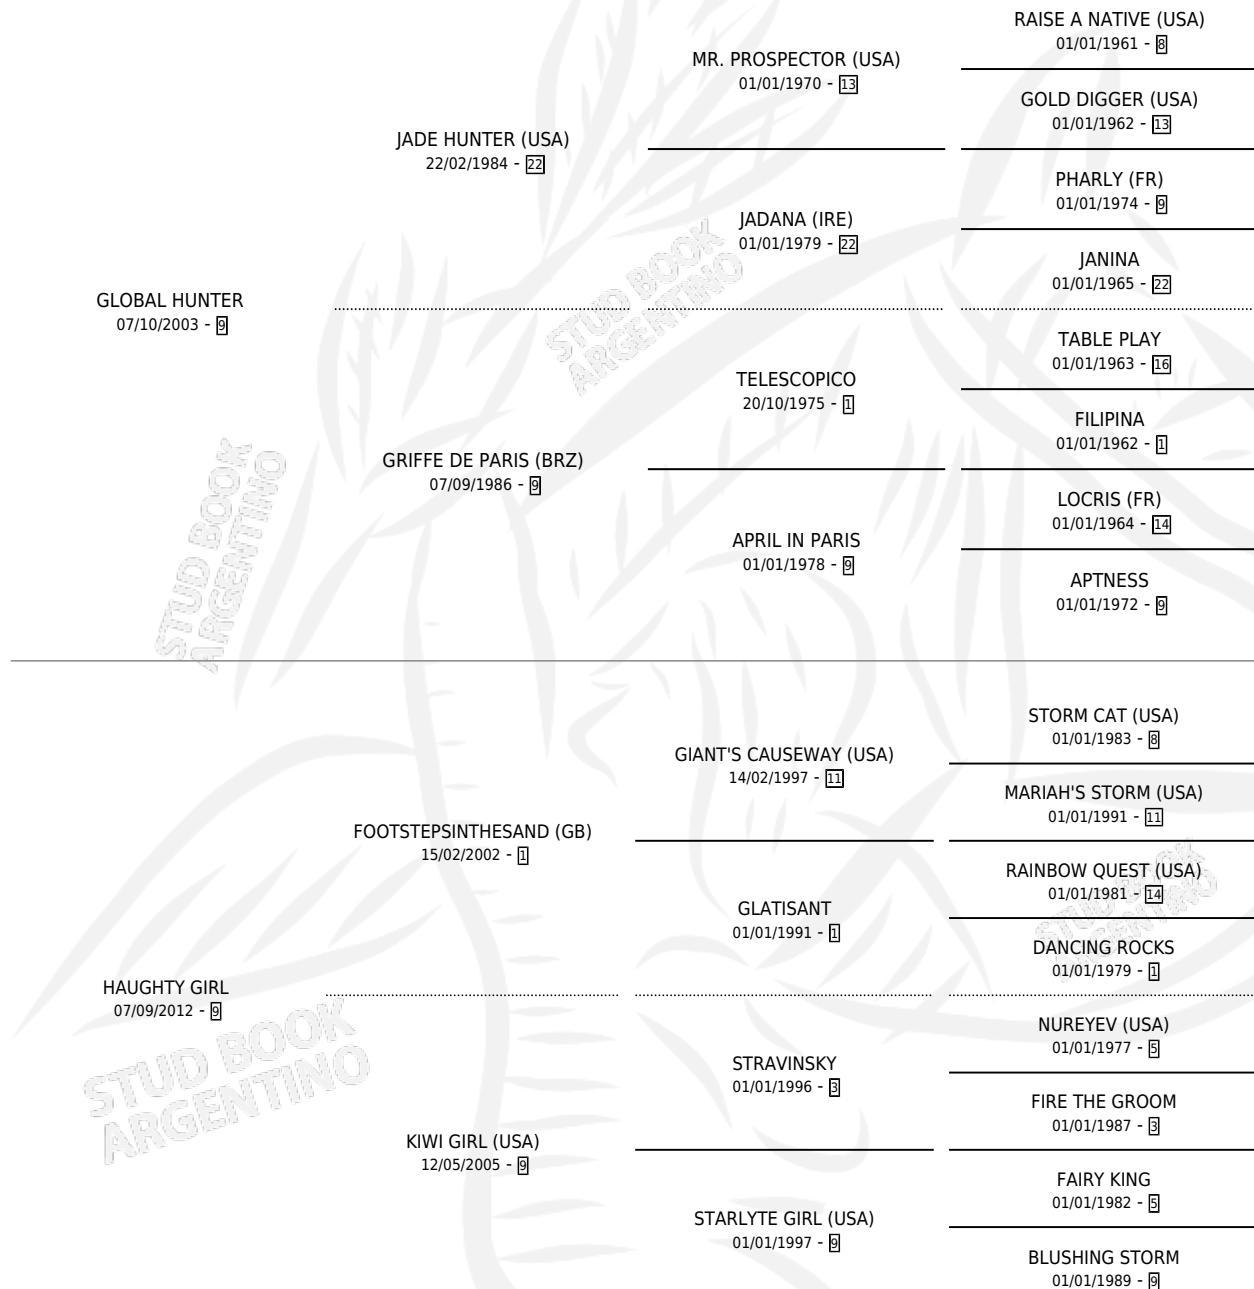 GLOBAL HUNTER
07/10/2003 - 9
JADE HUNTER (USA)
22/02/1984 - 22
MR. PROSPECTOR (USA)
01/01/1970 - 13
RAISE A NATIVE (USA)
01/01/1961 - 8
GOLD DIGGER (USA)
01/01/1962 - 13
JADANA (IRE)
01/01/1979 - 22
PHARLY (FR)
01/01/1974 - 9
JANINA
01/01/1965 - 22
GRIFFE DE PARIS (BRZ)
07/09/1986 - 9
TELESCOPICO
20/10/1975 - 1
TABLE PLAY
01/01/1963 - 16
FILIPINA
01/01/1962 - 1
APRIL IN PARIS
01/01/1978 - 9
LOCRIS (FR)
01/01/1964 - 14
APTNESS
01/01/1972 - 9
HAUGHTY GIRL
07/09/2012 - 9
FOOTSTEPSINTHESAND (GB)
15/02/2002 - 1
GIANT'S CAUSEWAY (USA)
14/02/1997 - 11
STORM CAT (USA)
01/01/1983 - 8
MARIAH'S STORM (USA)
01/01/1991 - 11
GLATISANT
01/01/1991 - 1
RAINBOW QUEST (USA)
01/01/1981 - 14
DANCING ROCKS
01/01/1979 - 1
KIWI GIRL (USA)
12/05/2005 - 9
STRAVINSKY
01/01/1996 - 3
NUREYEV (USA)
01/01/1977 - 5
FIRE THE GROOM
01/01/1987 - 3
STARLYTE GIRL (USA)
01/01/1997 - 9
FAIRY KING
01/01/1982 - 5
BLUSHING STORM
01/01/1989 - 9
STUD BOOK
ARGENTINO
STUD BOOK
ARGENTINO
STUD BOOK
ARGENTINO
STUD BOOK
ARGENTINO